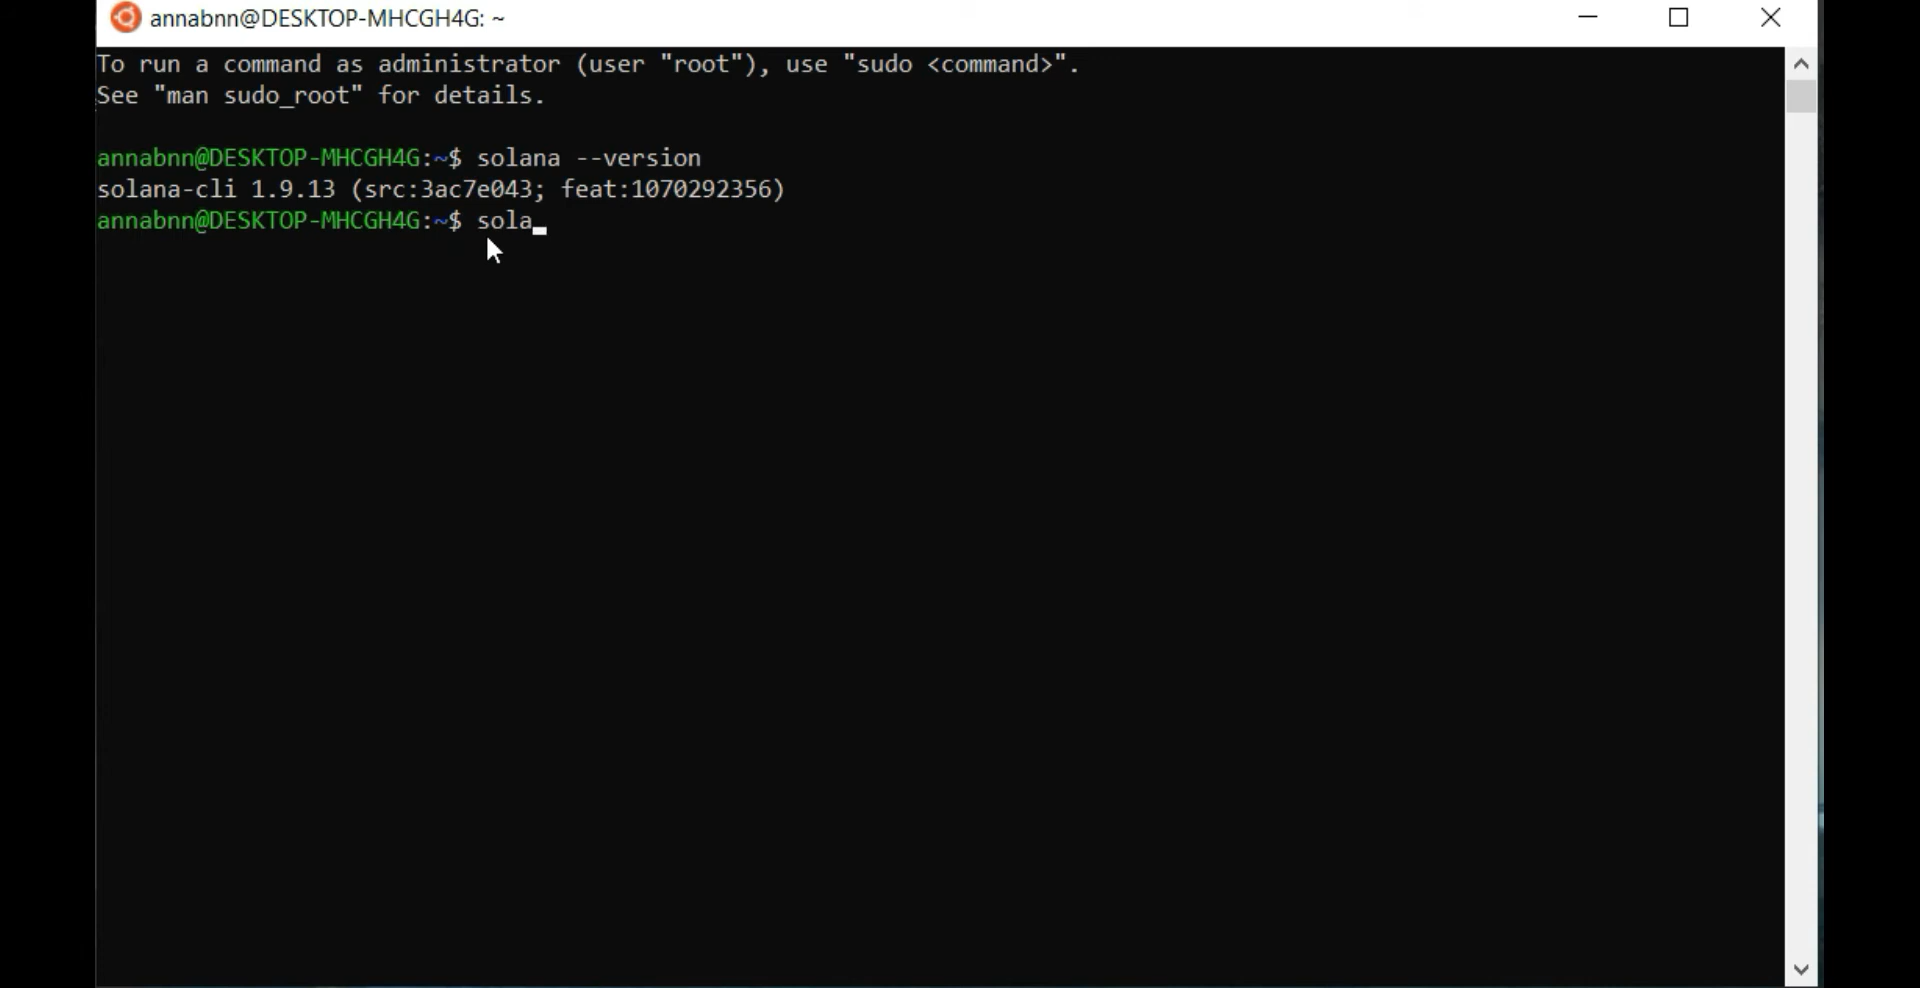 annabnn@DESKTOP-MHCGH4G: ~
To run a command as administrator (user "root"), use "sudo <command>".
See "man sudo_root" for details.
annabnn@DESKTOP-MHCGH4G:~$ solana --version
solana-cli 1.9.13 (src:3ac7e043; feat:1070292356)
annabnn@DESKTOP-MHCGH4G:~$ sola